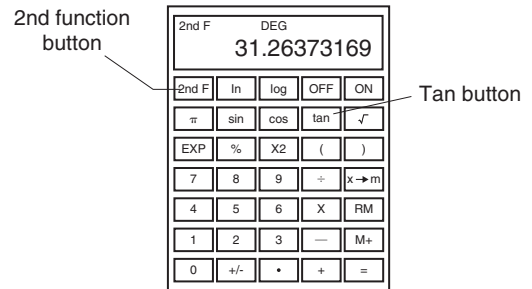 2nd function
button
2nd F DEG
31.26373169
2nd F In log OFF ON
Tan button
π sin cos tan √
EXP % X2 ( )
7 8 9 ÷ x→m
4 5 6 X RM
1 2 3 — M+
0 +/- • + =